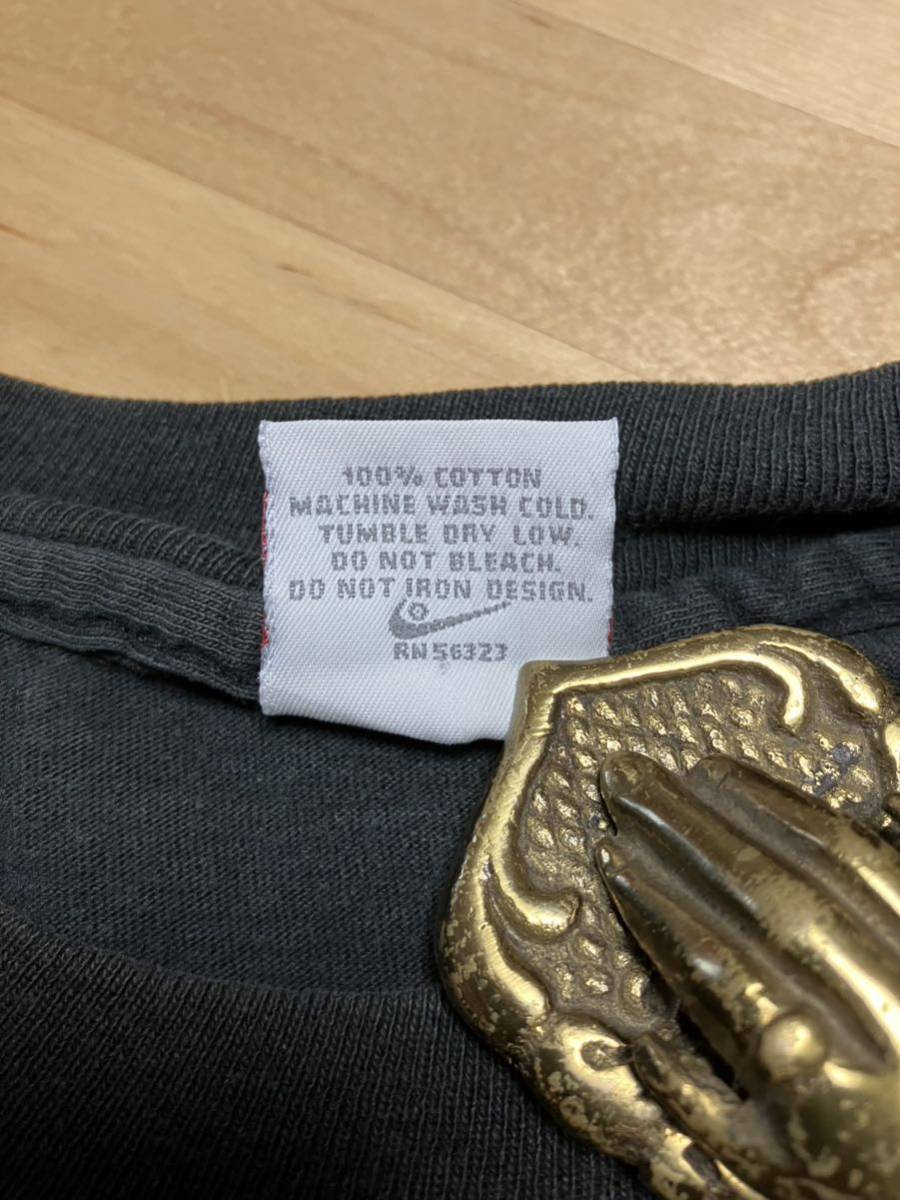 100% COTTON
MACHINE WASH COLD.
TUMBLE DRY LOW.
DO NOT BLEACH.
DO NOT IRON DESIGN.
RN 56323